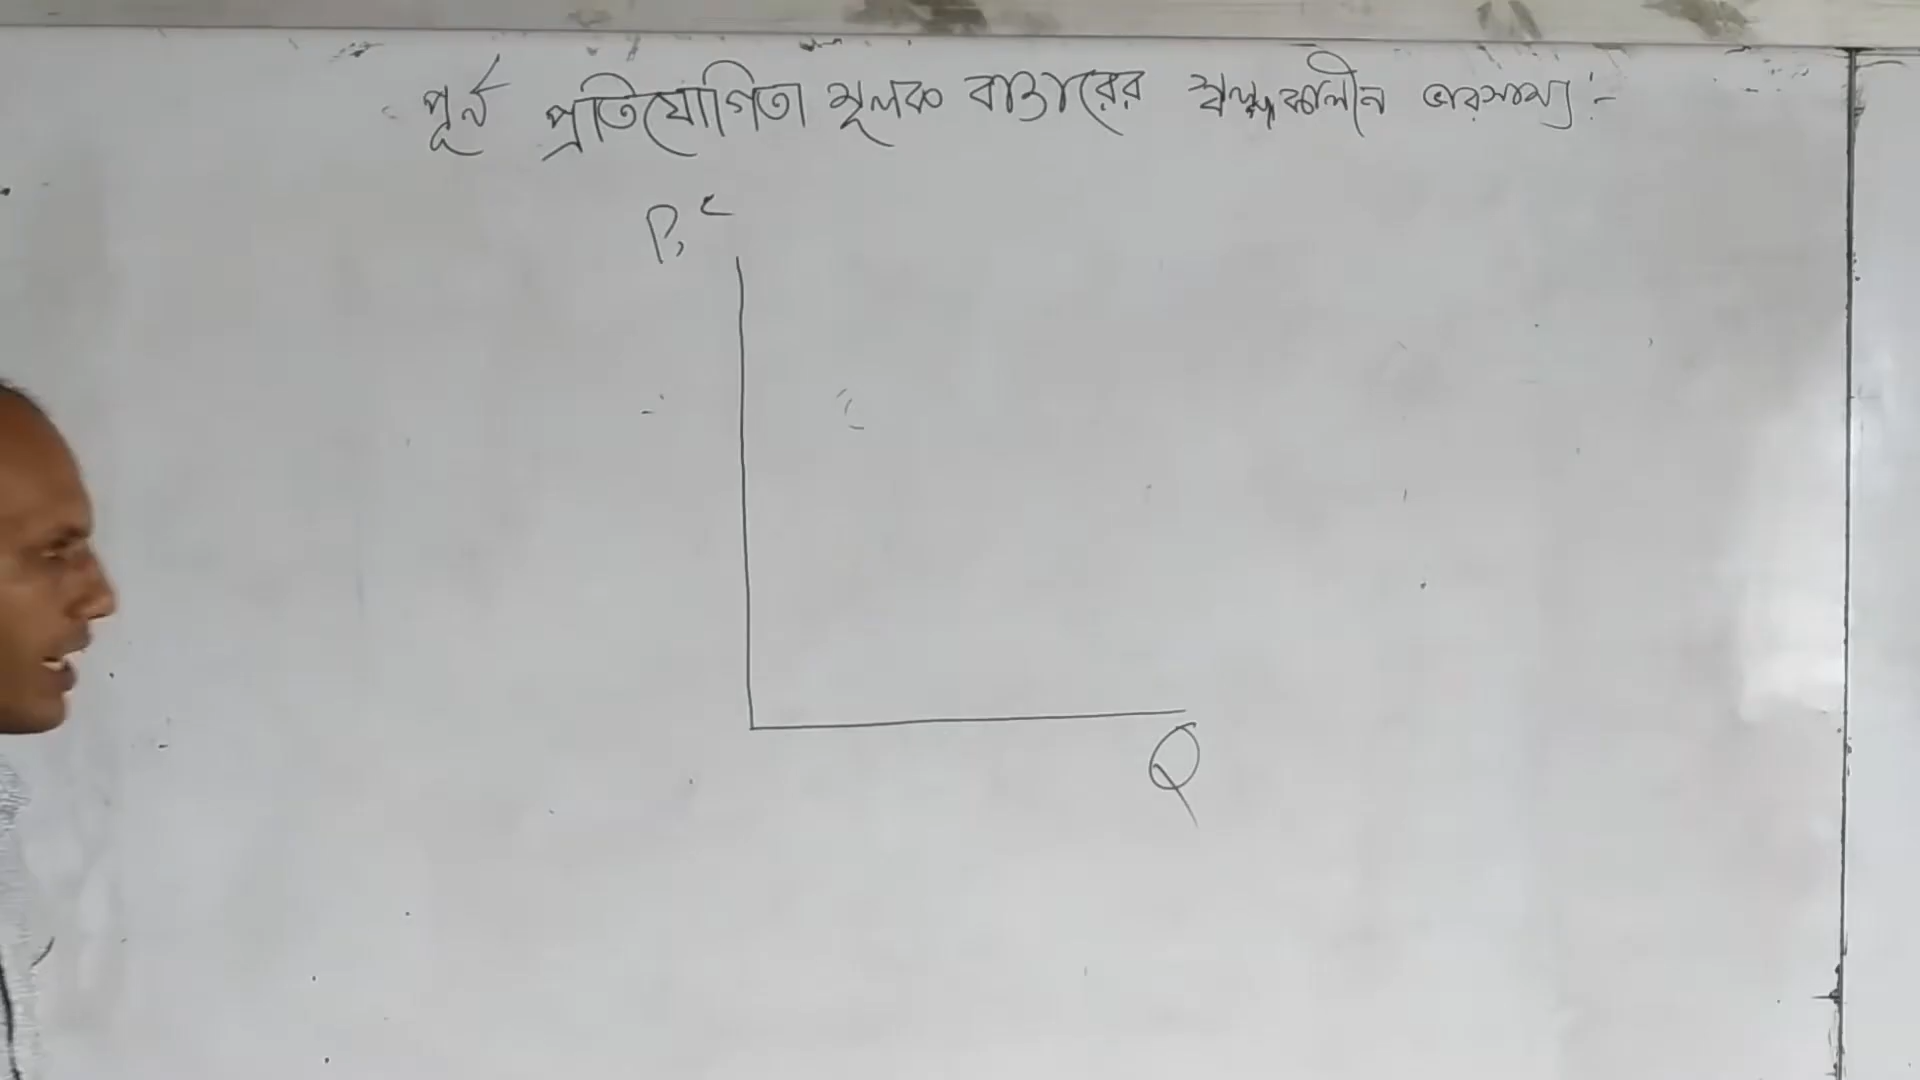 পূর্ন প্রতিযোগিতা মূলক বাজারের স্বল্পকালীন ভারসাম্য :-
P, C
Q